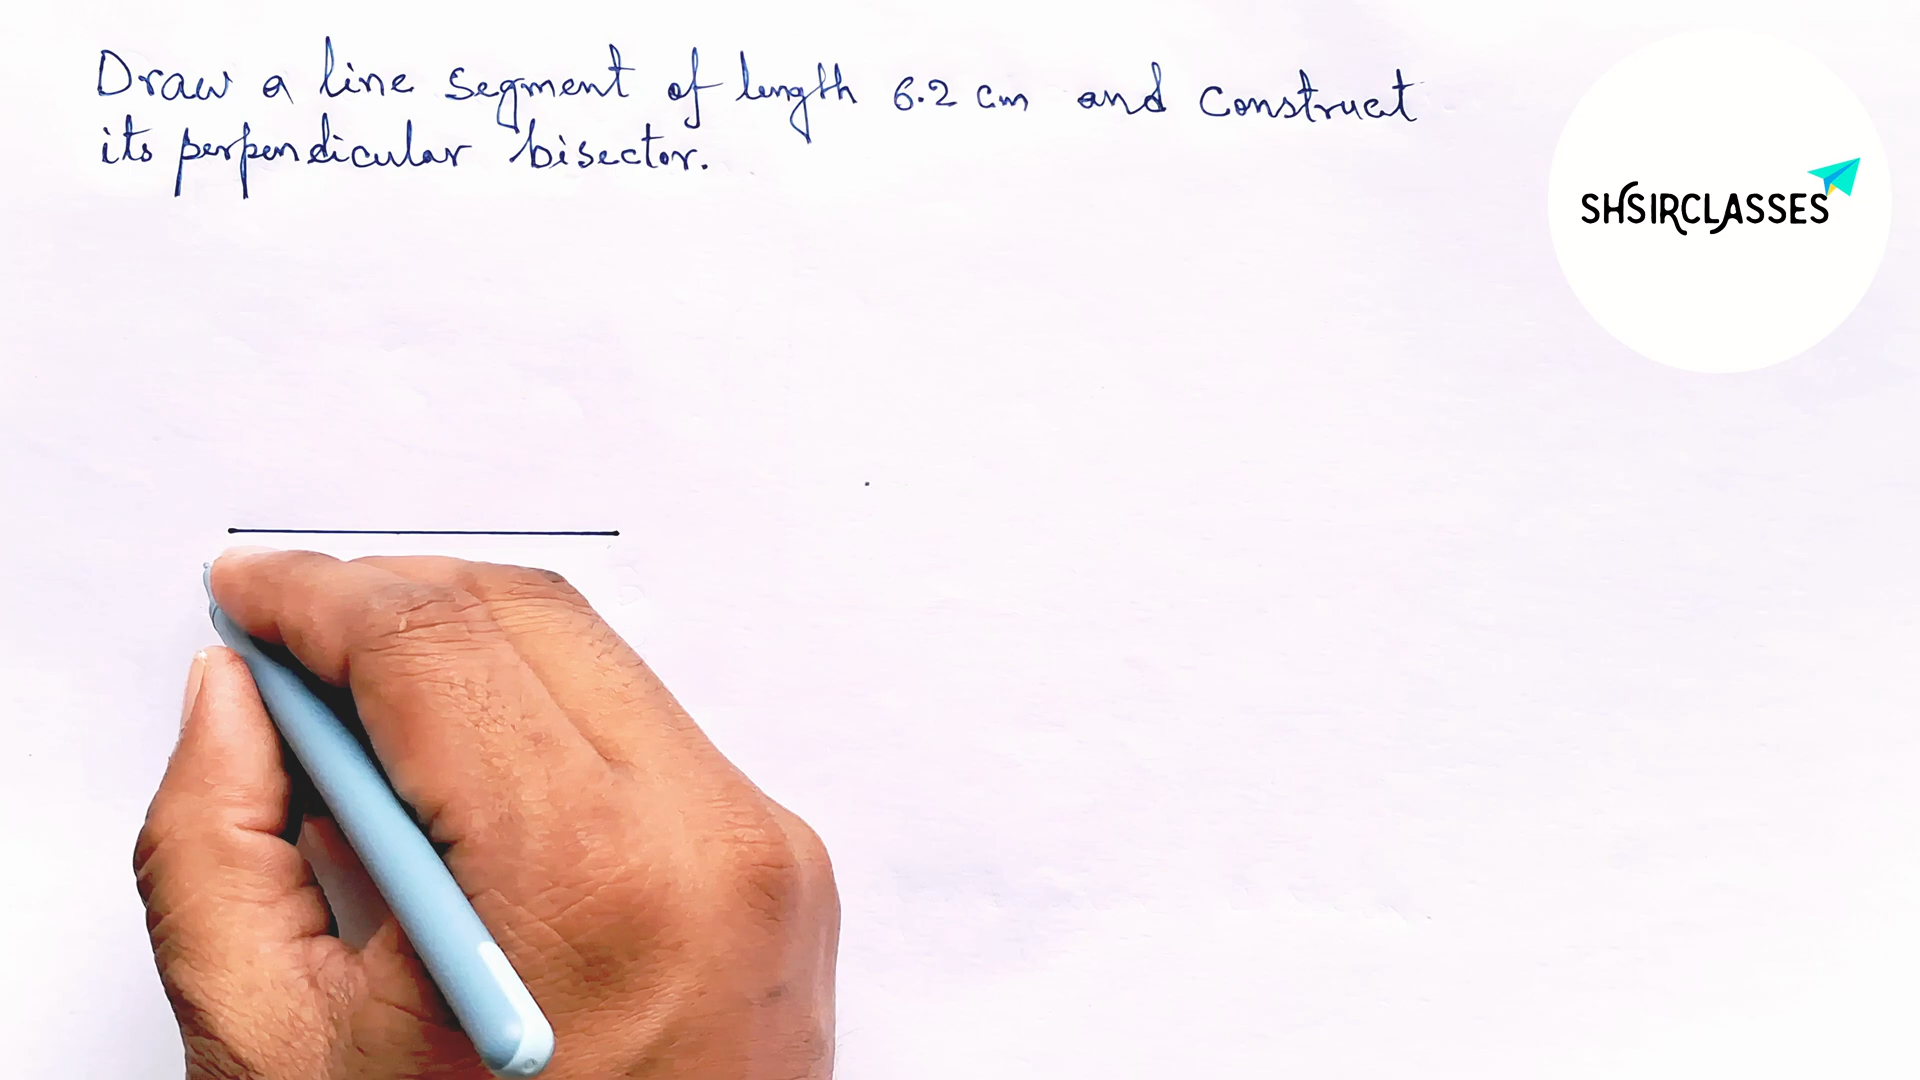 Draw a line segment of length 6.2 cm and construct
its perpendicular bisector.
SHSIRCLASSES